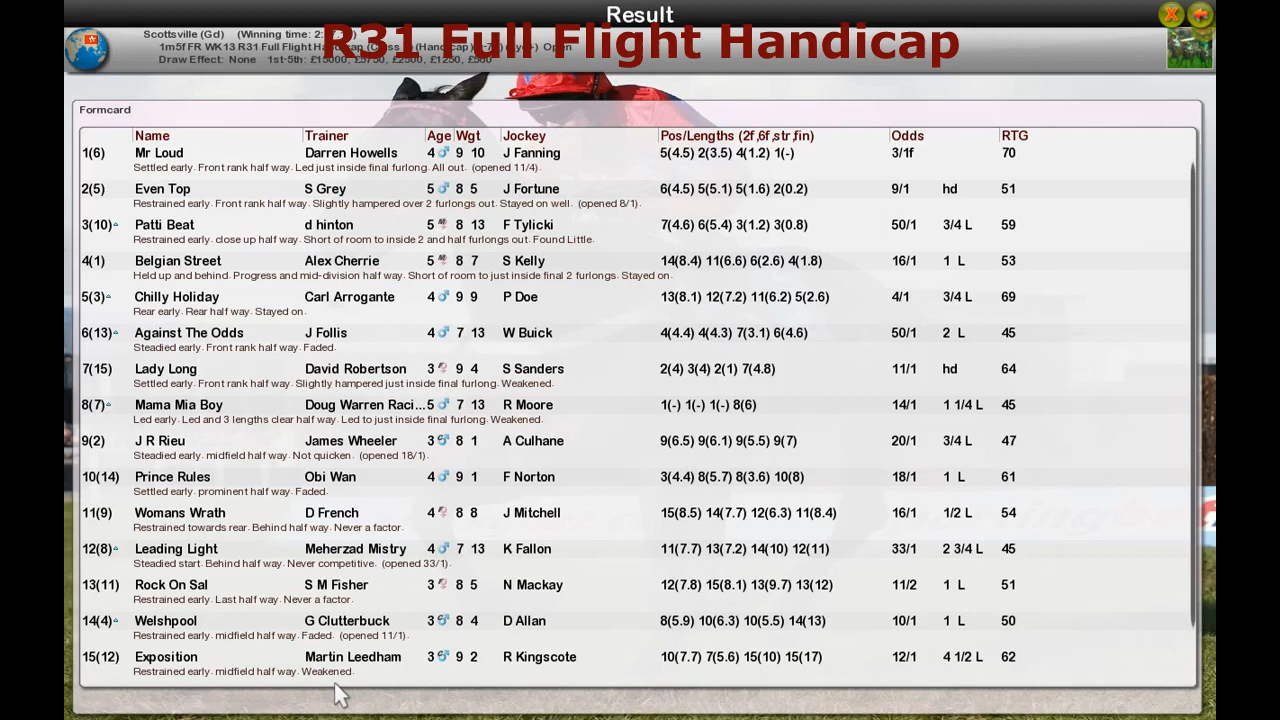 Result
R31 Full Flight Handicap
Scottsville (Gd) (Winning time: 2:
1m5f FR WK13 R31 Full Flight Open
Draw Effect: None 1st-5th: £15000, £5750, £2500, £1250, £500
Formcard
Name Trainer Age Wgt Jockey Pos/Lengths (2f,6f,str,fin) Odds RTG
1(6) Mr Loud Darren Howells 4 9 10 J Fanning 5(4.5) 2(3.5) 4(1.2) 1(-) 3/1f 70
Settled early. Front rank half way. Led just inside final furlong. All out. (opened 11/4).
2(5) Even Top S Grey 5 8 5 J Fortune 6(4.5) 5(5.1) 5(1.6) 2(0.2) 9/1 hd 51
Restrained early. Front rank half way. Slightly hampered over 2 furlongs out. Stayed on well. (opened 8/1).
3(10) Patti Beat d hinton 5 8 13 F Tylicki 7(4.6) 6(5.4) 3(1.2) 3(0.8) 50/1 3/4 L 59
Restrained early. close up half way. Short of room to inside 2 and half furlongs out. Found Little.
4(1) Belgian Street Alex Cherrie 5 8 7 S Kelly 14(8.4) 11(6.6) 6(2.6) 4(1.8) 16/1 1 L 53
Held up and behind. Progress and mid-division half way. Short of room to just inside final 2 furlongs. Stayed on.
5(3) Chilly Holiday Carl Arrogante 4 9 9 P Doe 13(8.1) 12(7.2) 11(6.2) 5(2.6) 4/1 3/4 L 69
Rear early. Rear half way. Stayed on.
6(13) Against The Odds J Follis 4 7 13 W Buick 4(4.4) 4(4.3) 7(3.1) 6(4.6) 50/1 2 L 45
Steadied early. Front rank half way. Faded.
7(15) Lady Long David Robertson 3 9 4 S Sanders 2(4) 3(4) 2(1) 7(4.8) 11/1 hd 64
Settled early. Front rank half way. Slightly hampered just inside final furlong. Weakened.
8(7) Mama Mia Boy Doug Warren Raci... 5 7 13 R Moore 1(-) 1(-) 1(-) 8(6) 14/1 1 1/4 L 45
Led early. Led and 3 lengths clear half way. Led to just inside final furlong. Weakened.
9(2) J R Rieu James Wheeler 3 8 1 A Culhane 9(6.5) 9(6.1) 9(5.5) 9(7) 20/1 3/4 L 47
Steadied early. midfield half way. Not quicken. (opened 18/1).
10(14) Prince Rules Obi Wan 4 9 1 F Norton 3(4.4) 8(5.7) 8(3.6) 10(8) 18/1 1 L 61
Settled early. prominent half way. Faded.
11(9) Womans Wrath D French 4 8 8 J Mitchell 15(8.5) 14(7.7) 12(6.3) 11(8.4) 16/1 1/2 L 54
Restrained towards rear. Behind half way. Never a factor.
12(8) Leading Light Meherzad Mistry 4 7 13 K Fallon 11(7.7) 13(7.2) 14(10) 12(11) 33/1 2 3/4 L 45
Steadied start. Behind half way. Never competitive. (opened 33/1).
13(11) Rock On Sal S M Fisher 3 8 5 N Mackay 12(7.8) 15(8.1) 13(9.7) 13(12) 11/2 1 L 51
Restrained early. Last half way. Never a factor.
14(4) Welshpool G Clutterbuck 3 8 4 D Allan 8(5.9) 10(6.3) 10(5.5) 14(13) 10/1 1 L 50
Restrained early. midfield half way. Faded. (opened 11/1).
15(12) Exposition Martin Leedham 3 9 2 R Kingscote 10(7.7) 7(5.6) 15(10) 15(17) 12/1 4 1/2 L 62
Restrained early. midfield half way. Weakened.